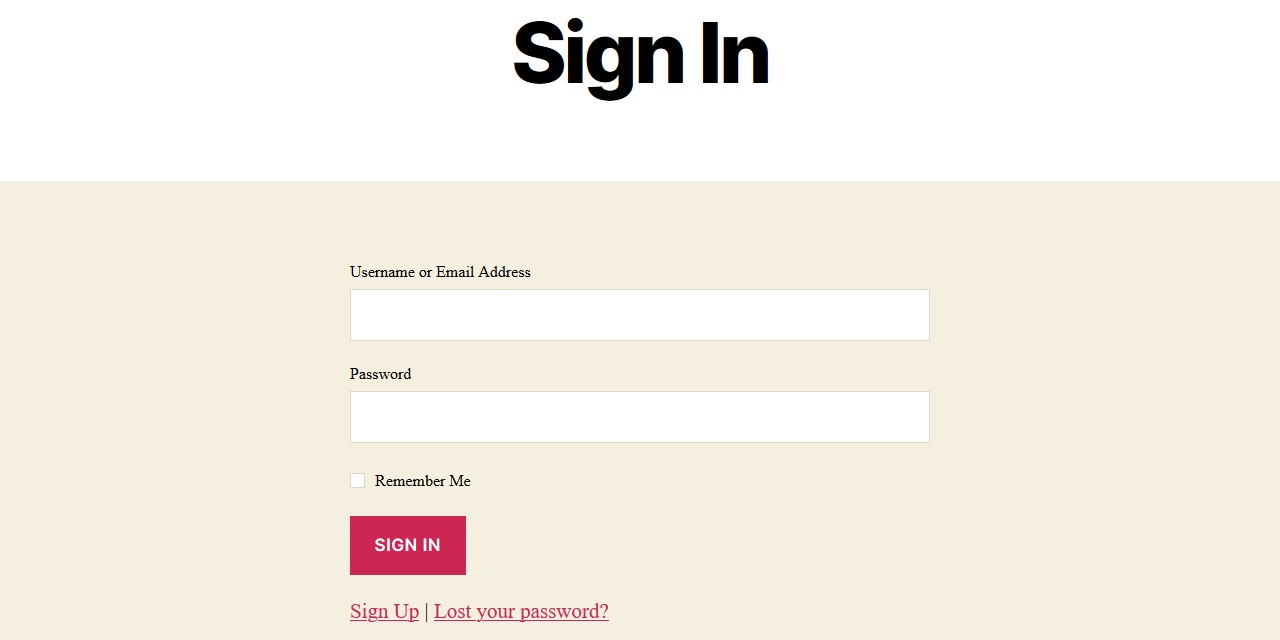 Sign In
Username or Email Address
Password
Remember Me
SIGN IN
Sign Up | Lost your password?